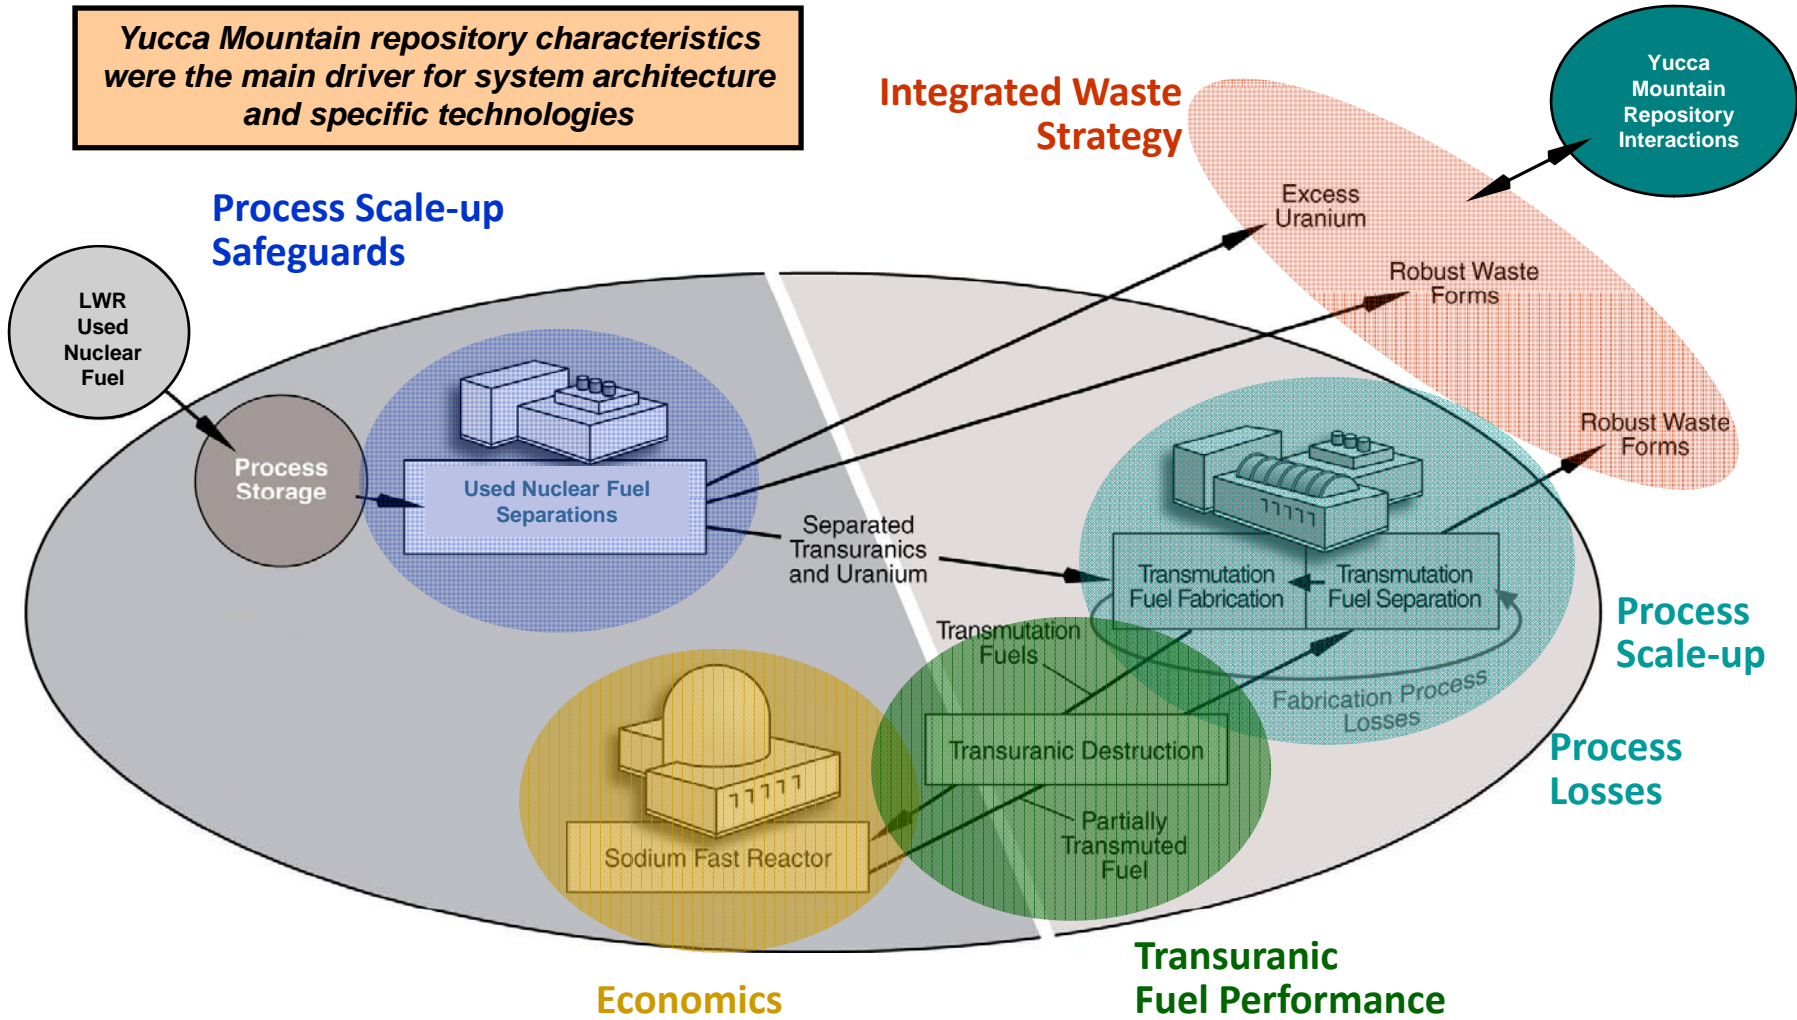 Yucca Mountain repository characteristics
were the main driver for system architecture
and specific technologies
Yucca
Mountain
Repository
Interactions
Integrated Waste
Strategy
Excess
Uranium
Robust Waste
Forms
Robust Waste
Forms
Process Scale-up
Safeguards
LWR
Used
Nuclear
Fuel
Process
Storage
Used Nuclear Fuel
Separations
Separated
Transuranics
and Uranium
Transmutation
Fuel Fabrication
Transmutation
Fuel Separation
Process
Scale-up
Transmutation
Fuels
Fabrication Process
Losses
Process
Losses
Transuranic Destruction
Partially
Transmuted
Fuel
Sodium Fast Reactor
Economics
Transuranic
Fuel Performance